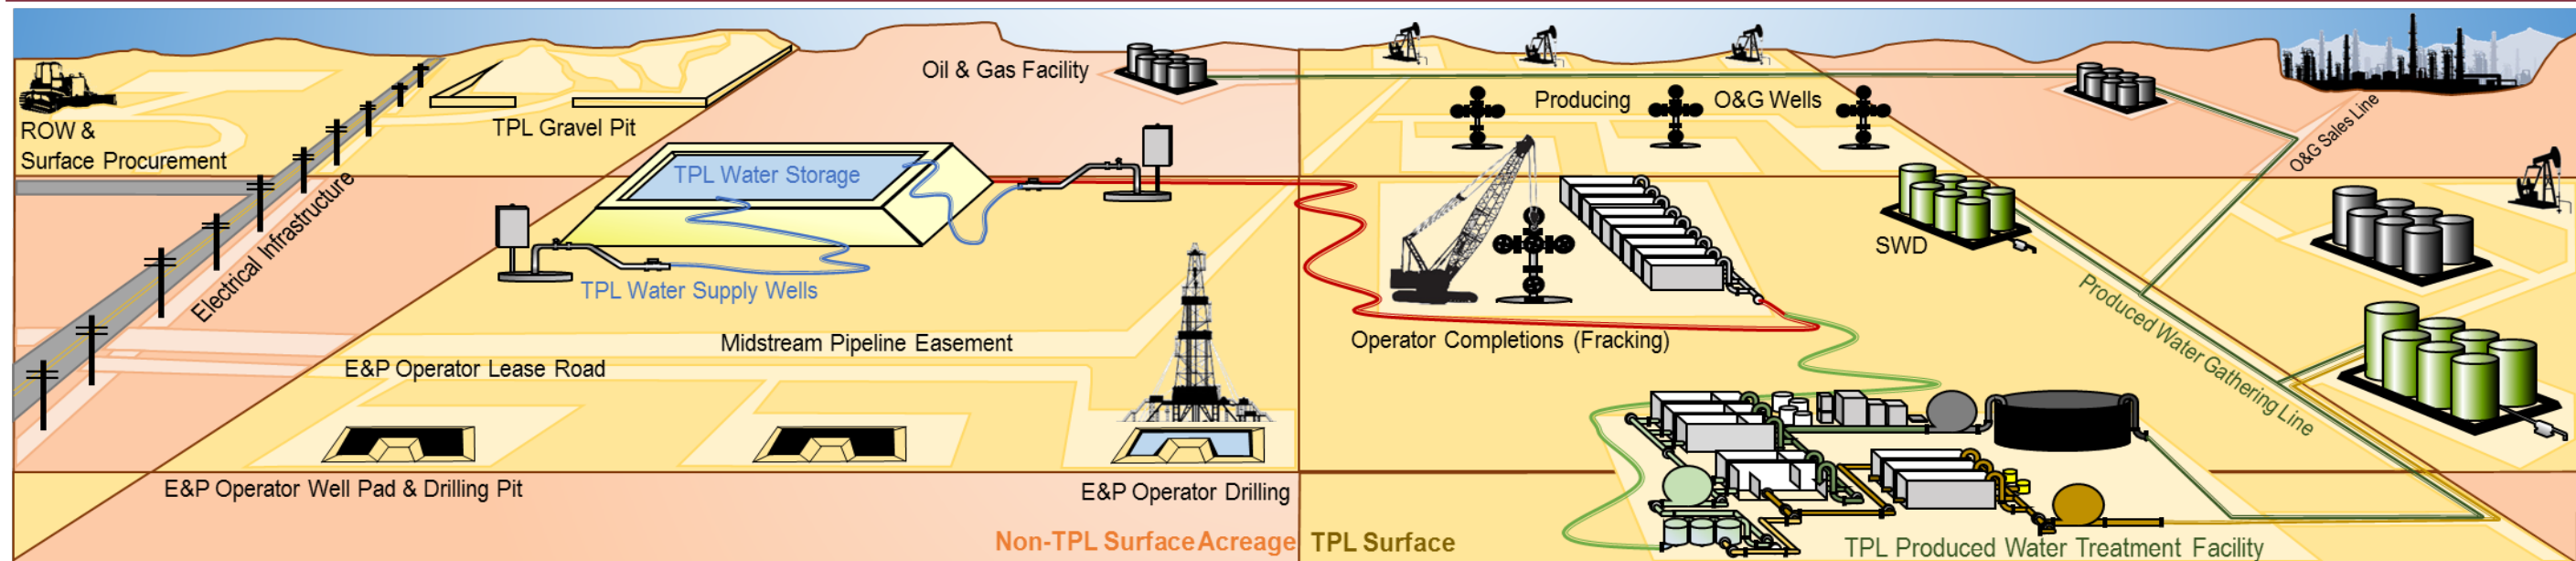 ROW &
Surface Procurement
Electrical Infrastructure
TPL Gravel Pit
Oil & Gas Facility
TPL Water Storage
TPL Water Supply Wells
Midstream Pipeline Easement
E&P Operator Lease Road
E&P Operator Well Pad & Drilling Pit
E&P Operator Drilling
Non-TPL Surface Acreage
TPL Surface
Producing O&G Wells
O&G Sales Line
SWD
Operator Completions (Fracking)
Produced Water Gathering Line
TPL Produced Water Treatment Facility